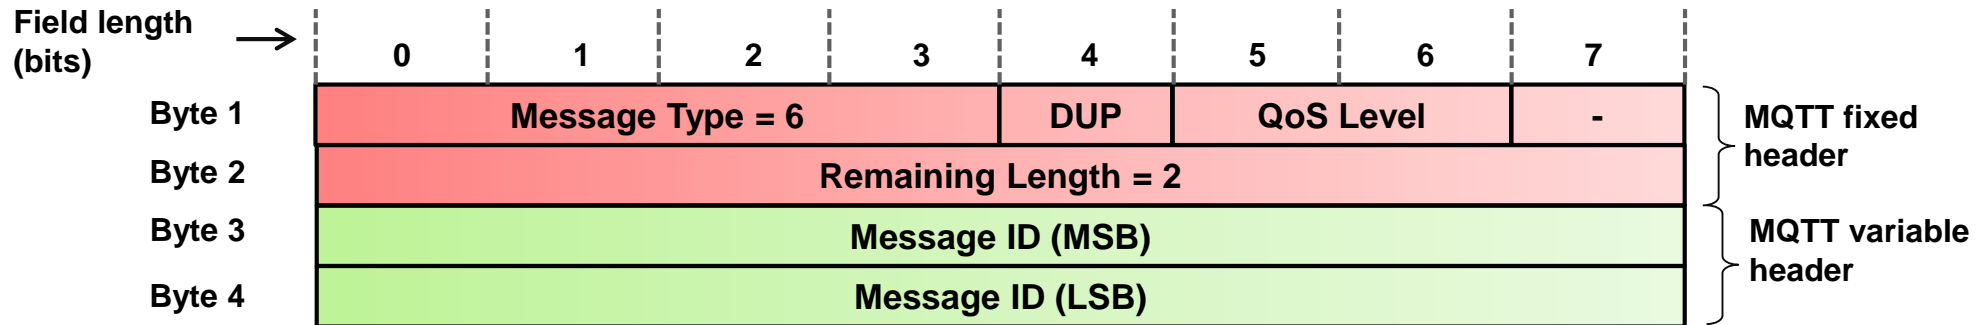 Field length
(bits)
0 1 2 3 4 5 6 7
Byte 1 Message Type = 6 DUP QoS Level -
Byte 2 Remaining Length = 2
MQTT fixed
header
Byte 3 Message ID (MSB)
Byte 4 Message ID (LSB)
MQTT variable
header